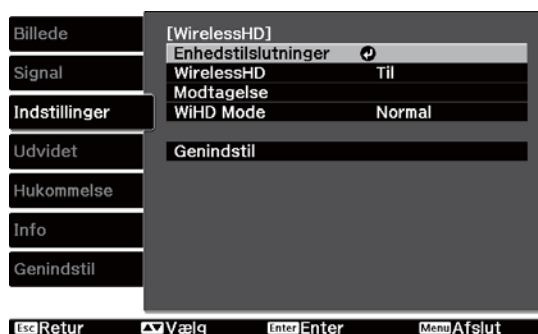 Billede
Signal
Indstillinger
Udvidet
Hukommelse
Info
Genindstil
[WirelessHD]
Enhedstilslutninger
WirelessHD Til
Modtagelse
WiHD Mode Normal
Genindstil
Esc Retur Vælg Enter Enter Menu Afslut